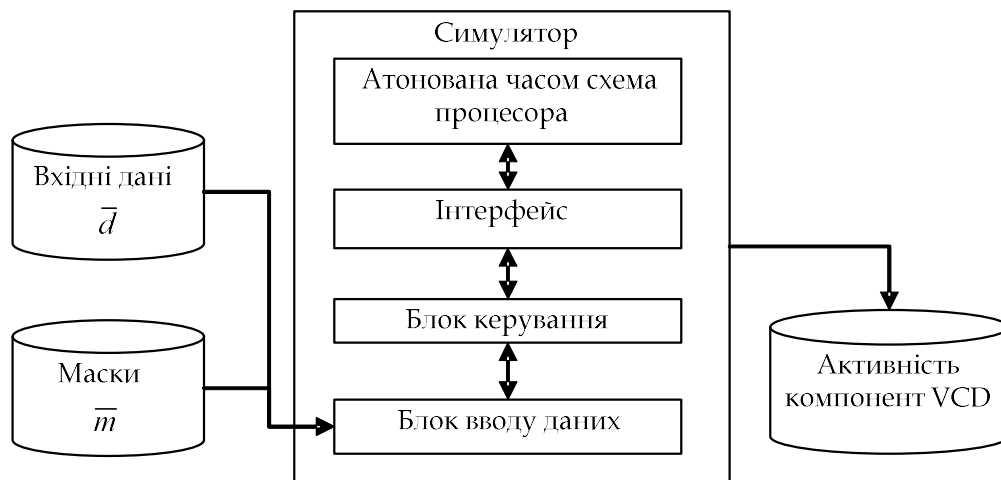 Симулятор
Атонована часом схема
процесора
Вхідні дані
d̅
Інтерфейс
Блок керування
Маски
m̅
Блок вводу даних
Активність
компонент VCD